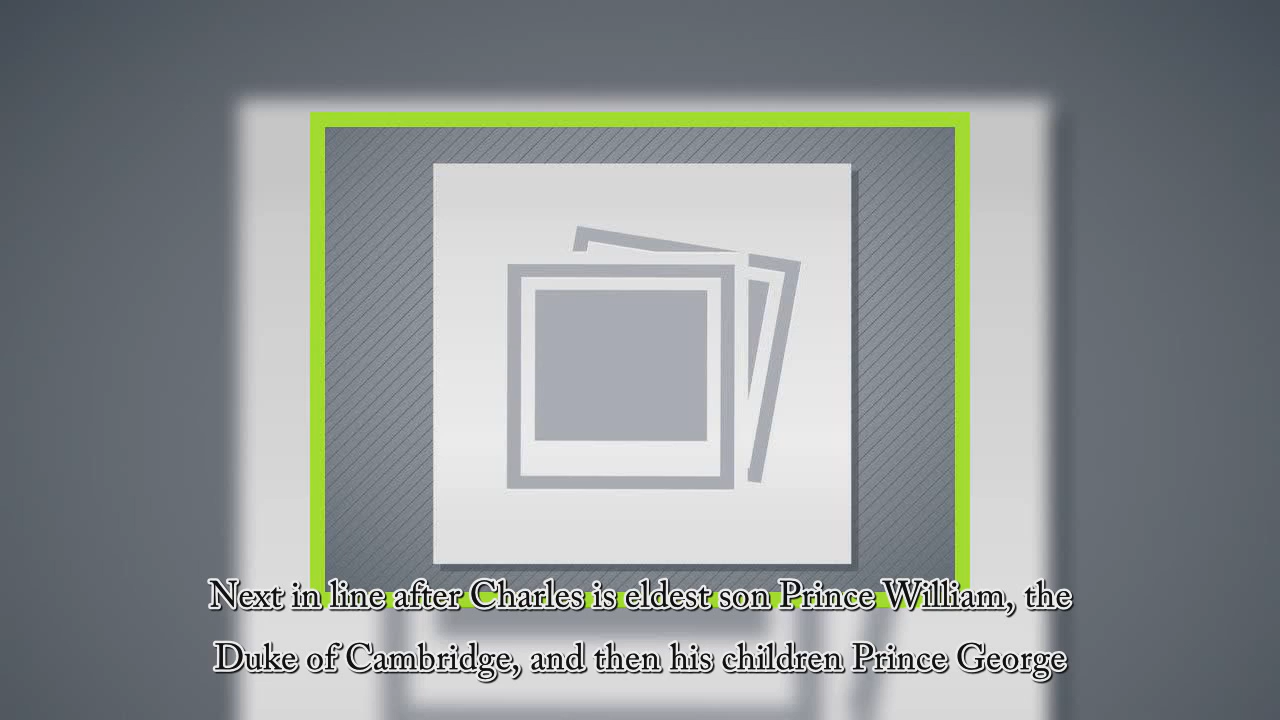 Next in line after Charles is eldest son Prince William, the
Duke of Cambridge, and then his children Prince George